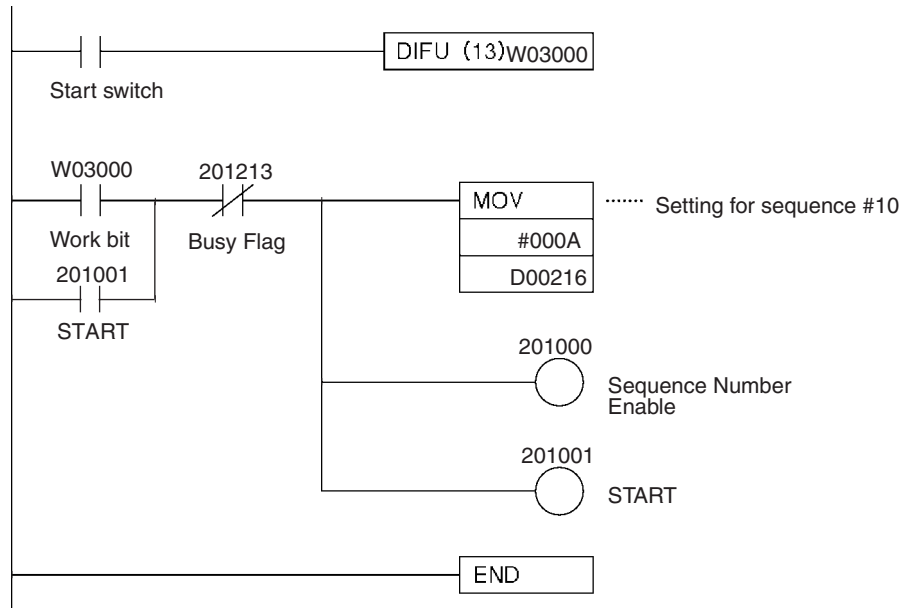 DIFU (13)W03000
Start switch
W03000
201213
MOV
Setting for sequence #10
Work bit
Busy Flag
#000A
201001
D00216
START
201000
Sequence Number
Enable
201001
START
END